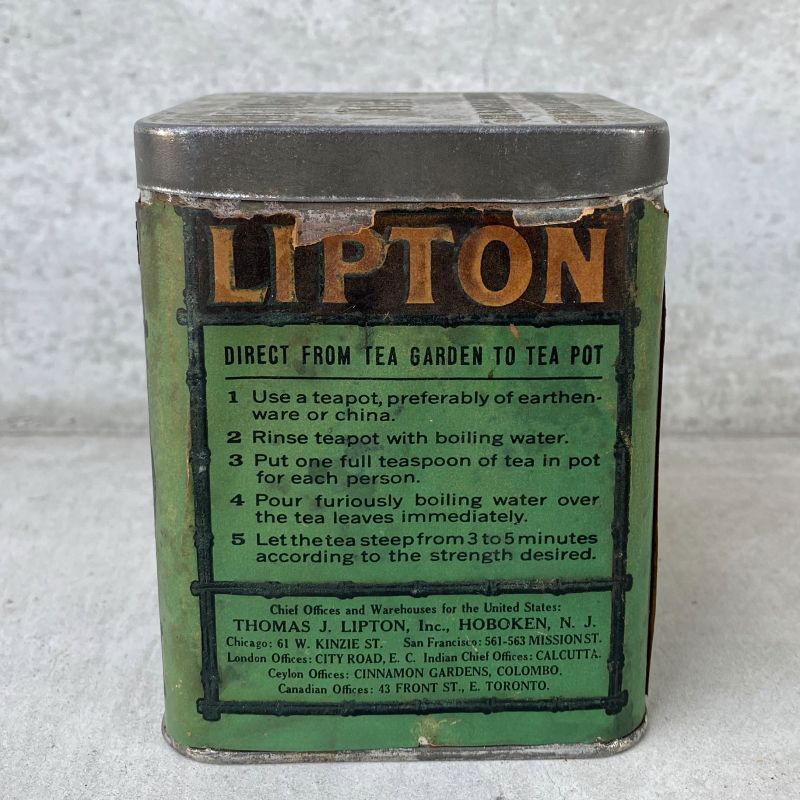 LIPTON
DIRECT FROM TEA GARDEN TO TEA POT
1 Use a teapot, preferably of earthen-
ware or china.
2 Rinse teapot with boiling water.
3 Put one full teaspoon of tea in pot
for each person.
4 Pour furiously boiling water over
the tea leaves immediately.
5 Let the tea steep from 3 to 5 minutes
according to the strength desired.
Chief Offices and Warehouses for the United States:
THOMAS J. LIPTON, Inc., HOBOKEN, N. J.
Chicago: 61 W. KINZIE ST. San Francisco: 561-563 MISSION ST.
London Offices: CITY ROAD, E. C. Indian Chief Offices: CALCUTTA.
Ceylon Offices: CINNAMON GARDENS, COLOMBO.
Canadian Offices: 43 FRONT ST., E. TORONTO.